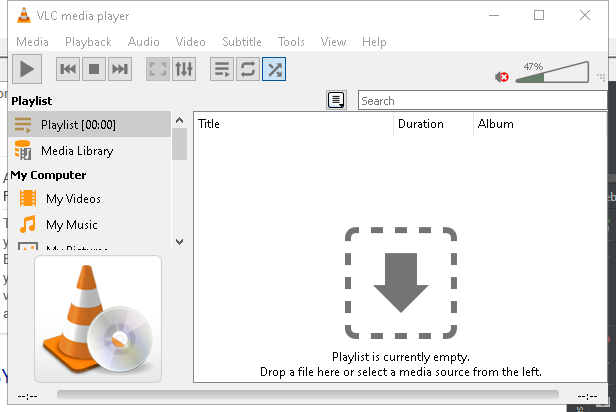 VLC media player
Media Playback Audio Video Subtitle Tools View Help
47%
Playlist
Search
Playlist [00:00]
Title Duration Album
Media Library
My Computer
My Videos
My Music
My Pictures
Playlist is currently empty.
Drop a file here or select a media source from the left.
--:-- --:--